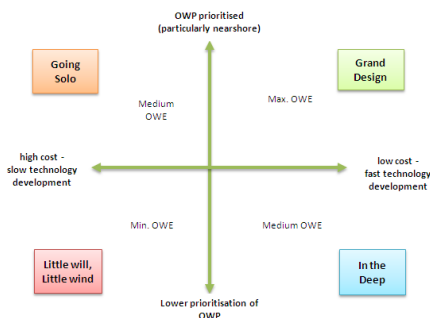 OWP prioritised
(particularly nearshore)
Going
Solo
Grand
Design
Medium
OWE
Max. OWE
high cost -
slow technology
development
low cost -
fast technology
development
Min. OWE
Medium OWE
Little will,
Little wind
In the
Deep
Lower prioritisation of
OWP